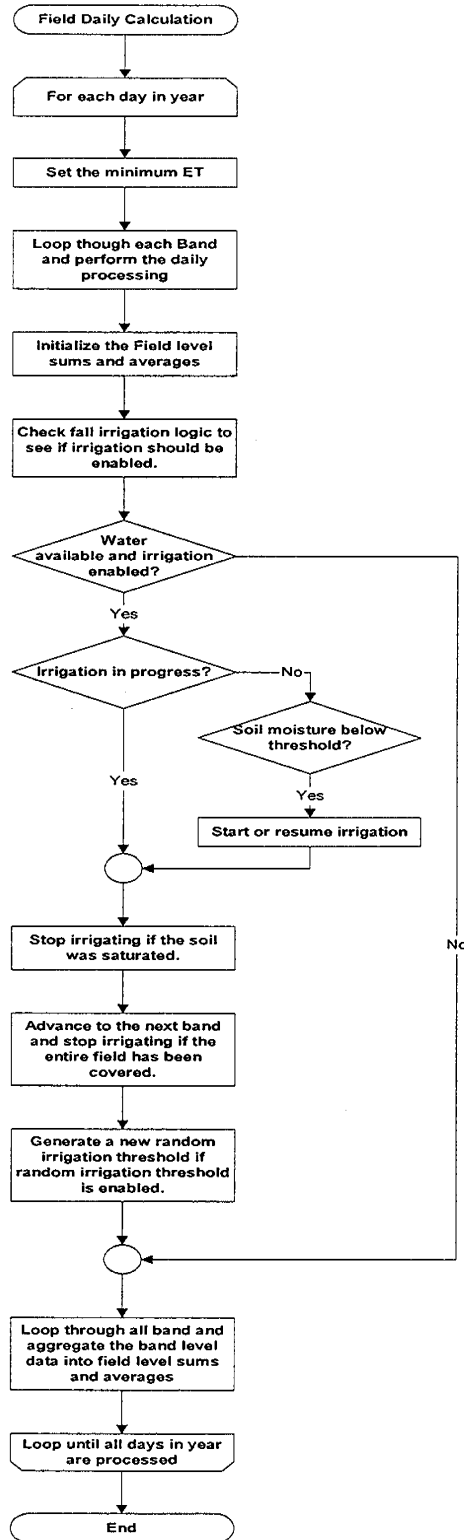 Field Daily Calculation
For each day in year
Set the minimum ET
Loop though each Band
and perform the daily
processing
Initialize the Field level
sums and averages
Check fall irrigation logic to
see if irrigation should be
enabled.
Water
available and irrigation
enabled?
Yes
Irrigation in progress?
No
Soil moisture below
threshold?
Yes
Yes
Start or resume irrigation
No
Stop irrigating if the soil
was saturated.
Advance to the next band
and stop irrigating if the
entire field has been
covered.
Generate a new random
irrigation threshold if
random irrigation threshold
is enabled.
Loop through all band and
aggregate the band level
data into field level sums
and averages
Loop until all days in year
are processed
End